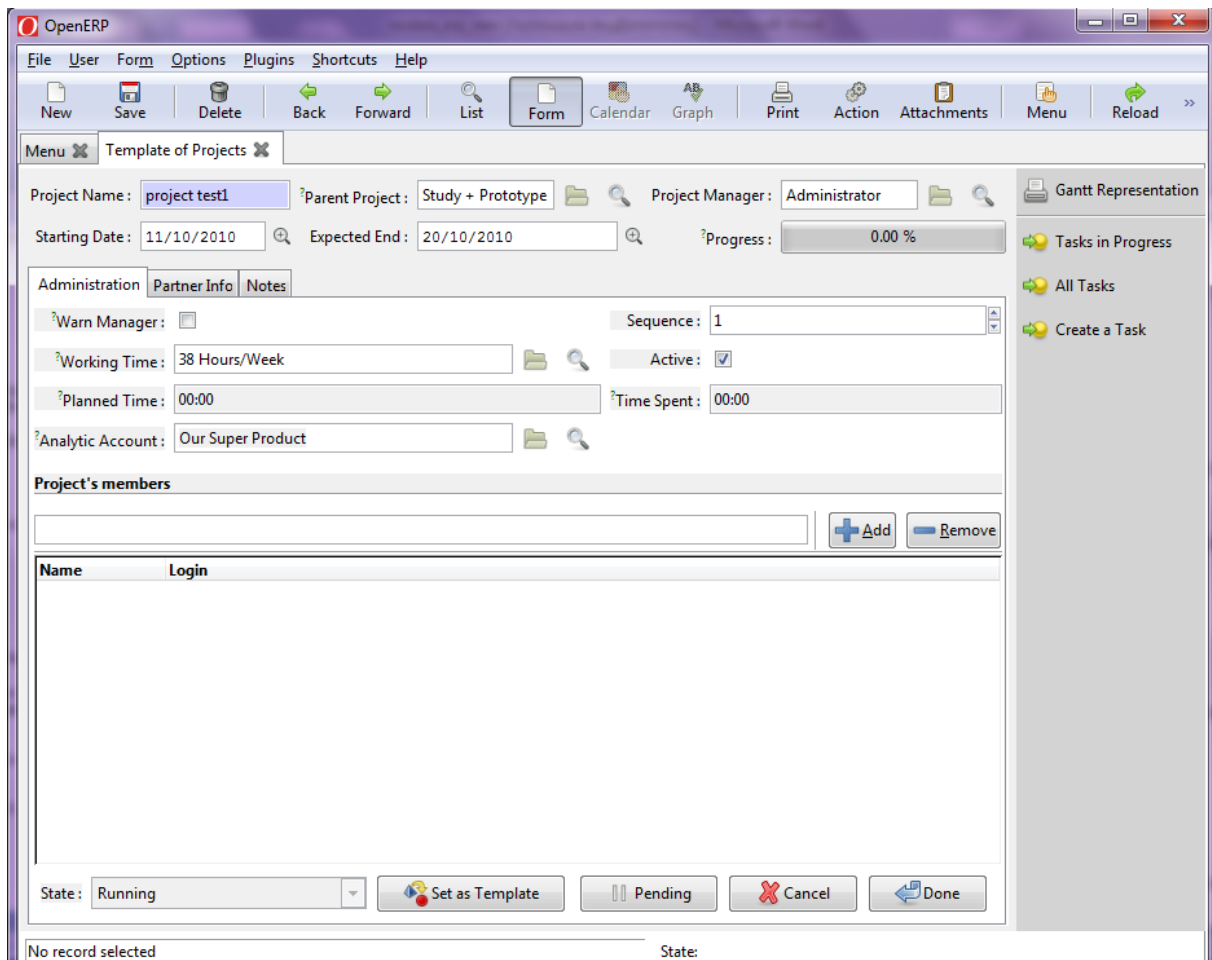 OpenERP
File User Form Options Plugins Shortcuts Help
New Save Delete Back Forward List Form Calendar Graph Print Action Attachments Menu Reload »
Menu Template of Projects
Project Name : project test1 ?Parent Project : Study + Prototype Project Manager : Administrator Gantt Representation
Starting Date : 11/10/2010 Expected End : 20/10/2010 ?Progress : 0.00 % Tasks in Progress
Administration Partner Info Notes All Tasks
?Warn Manager : Sequence : 1 Create a Task
?Working Time : 38 Hours/Week Active :
?Planned Time : 00:00 ?Time Spent : 00:00
?Analytic Account : Our Super Product
Project's members
Add Remove
Name Login
State : Running Set as Template Pending Cancel Done
No record selected State: